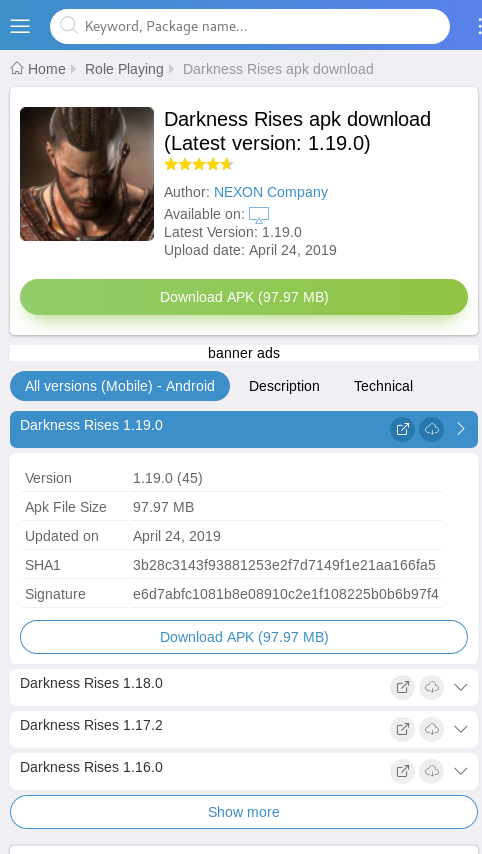 Keyword, Package name...
Home
Role Playing
Darkness Rises apk download
Darkness Rises apk download
(Latest version: 1.19.0)
Author: NEXON Company
Available on:
Latest Version: 1.19.0
Upload date: April 24, 2019
Download APK (97.97 MB)
banner ads
All versions (Mobile) - Android
Description
Technical
Darkness Rises 1.19.0
Version 1.19.0 (45)
Apk File Size 97.97 MB
Updated on April 24, 2019
SHA1 3b28c3143f93881253e2f7d7149f1e21aa166fa5
Signature e6d7abfc1081b8e08910c2e1f108225b0b6b97f4
Download APK (97.97 MB)
Darkness Rises 1.18.0
Darkness Rises 1.17.2
Darkness Rises 1.16.0
Show more